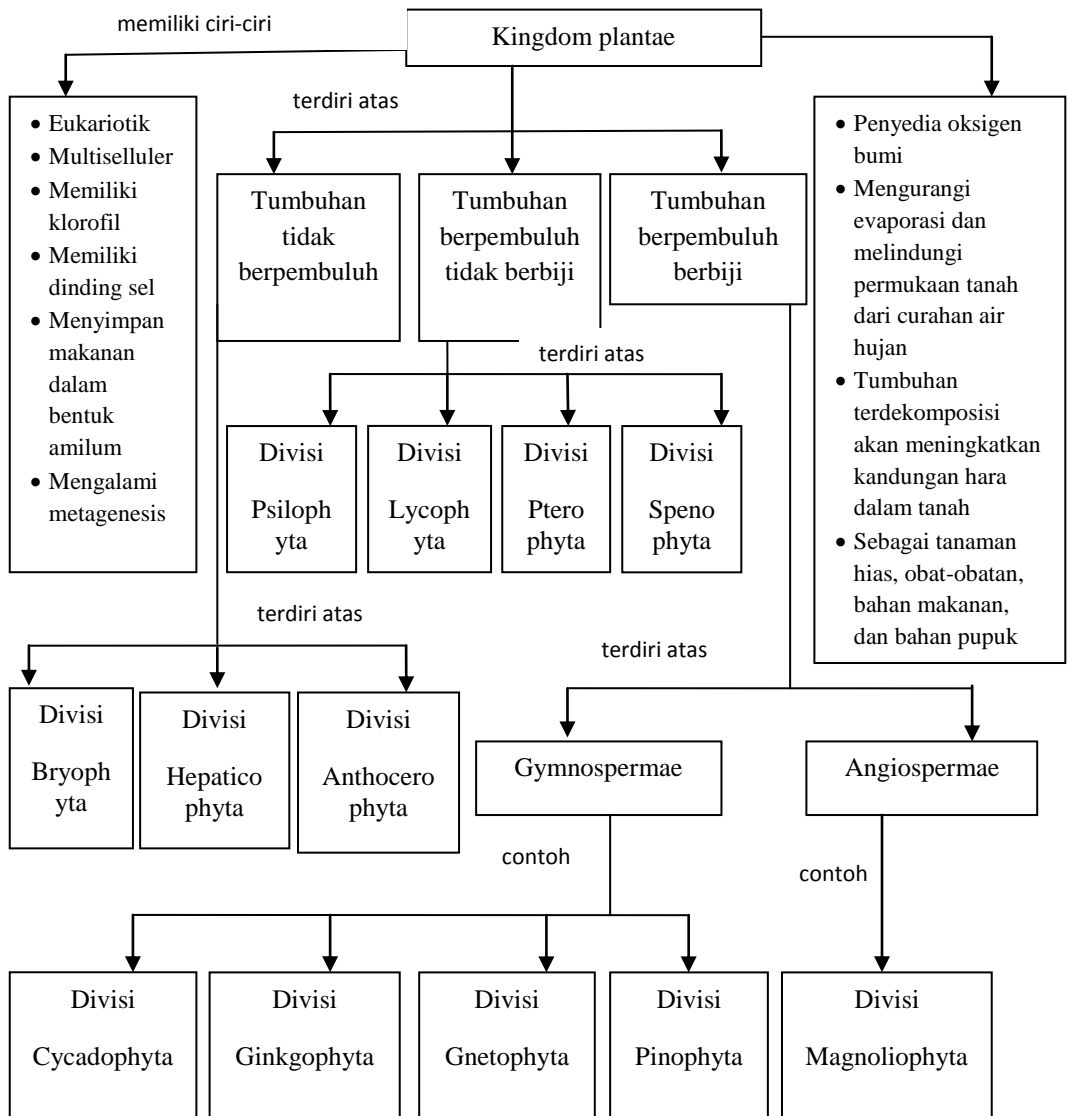 memiliki ciri-ciri
Kingdom plantae
terdiri atas
• Eukariotik
• Multiselluler
• Memiliki
klorofil
• Memiliki
dinding sel
• Menyimpan
makanan
dalam
bentuk
amilum
• Mengalami
metagenesis
Tumbuhan
tidak
berpembuluh
Tumbuhan
berpembuluh
tidak berbiji
Tumbuhan
berpembuluh
berbiji
• Penyedia oksigen
bumi
• Mengurangi
evaporasi dan
melindungi
permukaan tanah
dari curahan air
hujan
• Tumbuhan
terdekomposisi
akan meningkatkan
kandungan hara
dalam tanah
• Sebagai tanaman
hias, obat-obatan,
bahan makanan,
dan bahan pupuk
terdiri atas
Divisi
Psiloph
yta
Divisi
Lycoph
yta
Divisi
Ptero
phyta
Divisi
Speno
phyta
terdiri atas
Divisi
Bryoph
yta
Divisi
Hepatico
phyta
Divisi
Anthocero
phyta
terdiri atas
Gymnospermae
Angiospermae
contoh
contoh
Divisi
Cycadophyta
Divisi
Ginkgophyta
Divisi
Gnetophyta
Divisi
Pinophyta
Divisi
Magnoliophyta